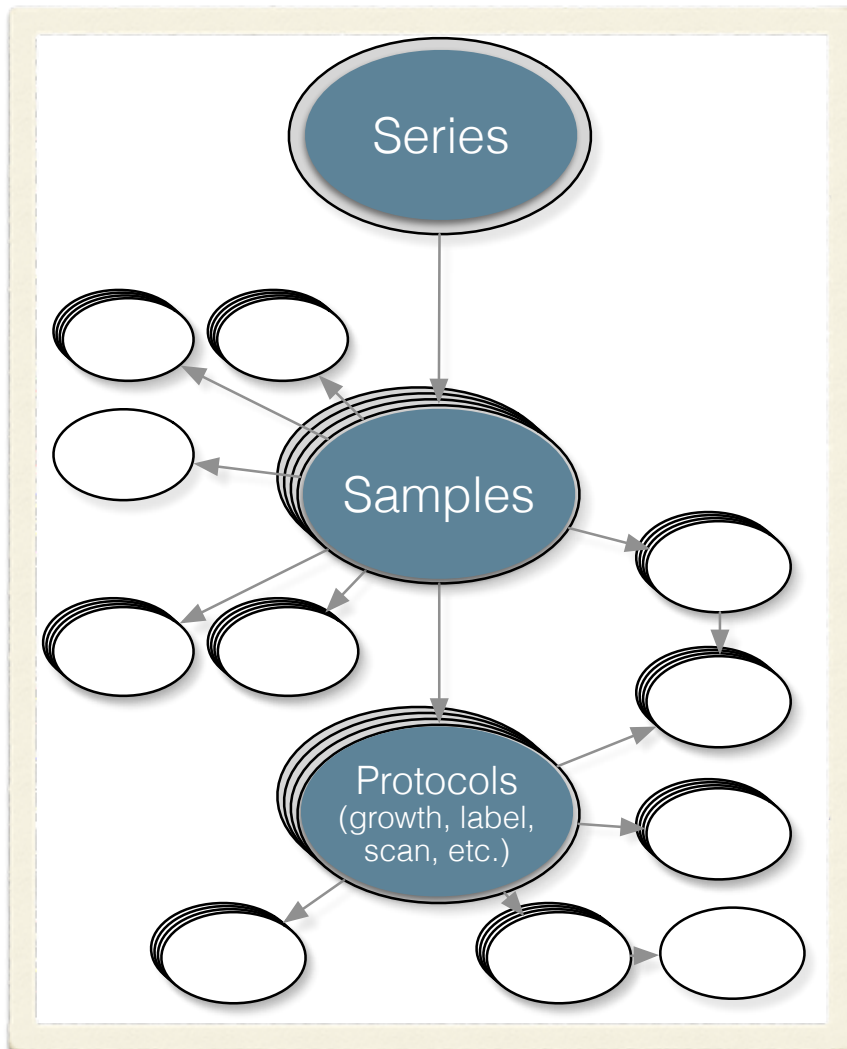 Series
Samples
Protocols
(growth, label,
scan, etc.)